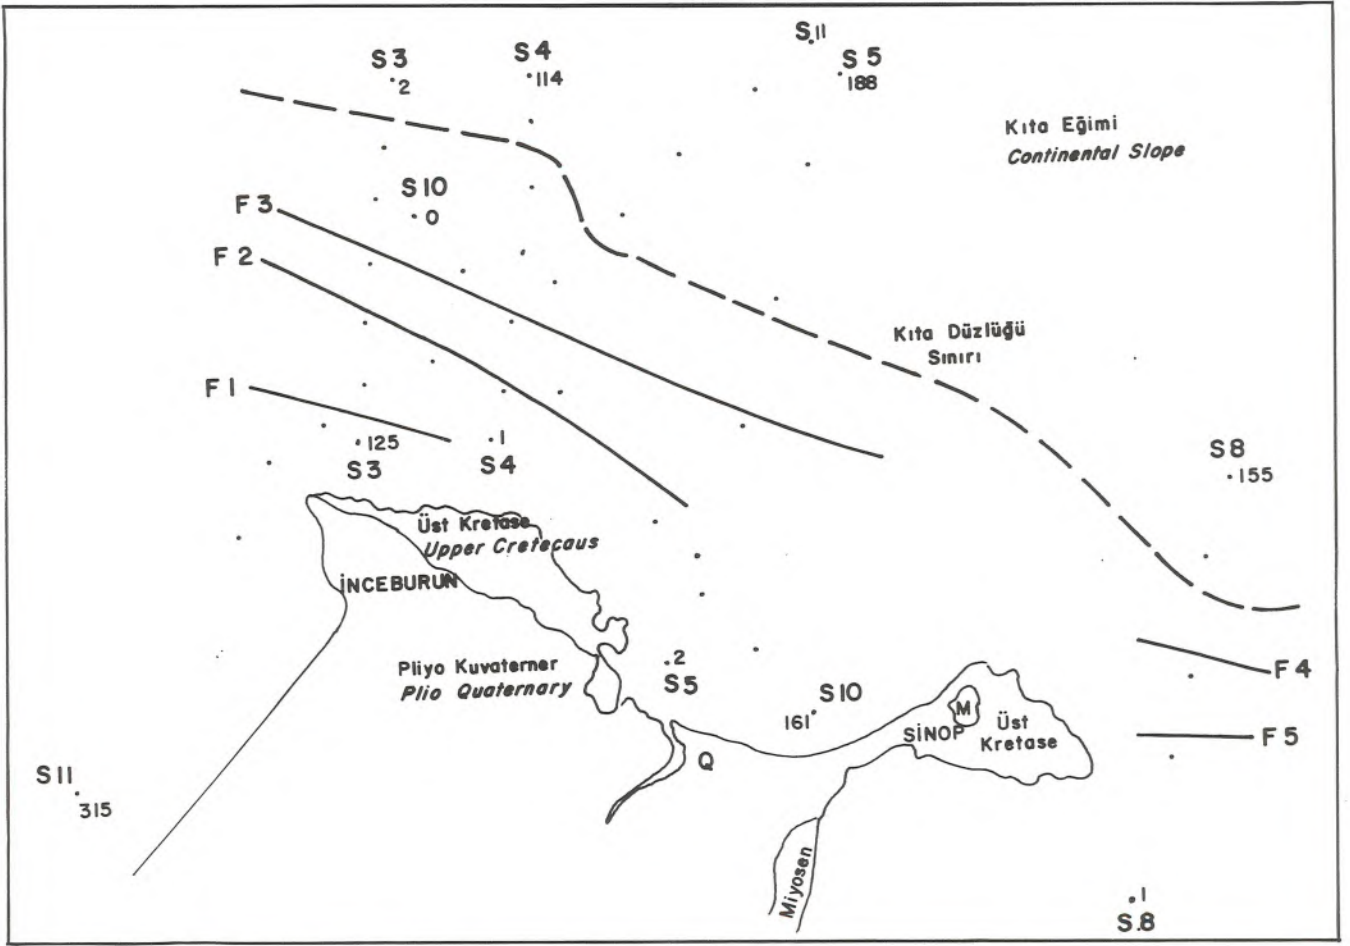 S.11
S3
S4
S5
.2
.114
188
Kıta Eğimi
Continental Slope
S10
.0
F3
F2
Kıta Düzlüğü
Sınırı
F1
.125
.1
S3
S4
S8
.155
Üst Kretase
Upper Cretecaus
İNCEBURUN
Pliyo Kuvaterner
Plio Quaternary
.2
S5
S10
161
M
SİNOP
Üst
Kretase
F4
F5
Q
S11
315
Miyosen
.1
S.8